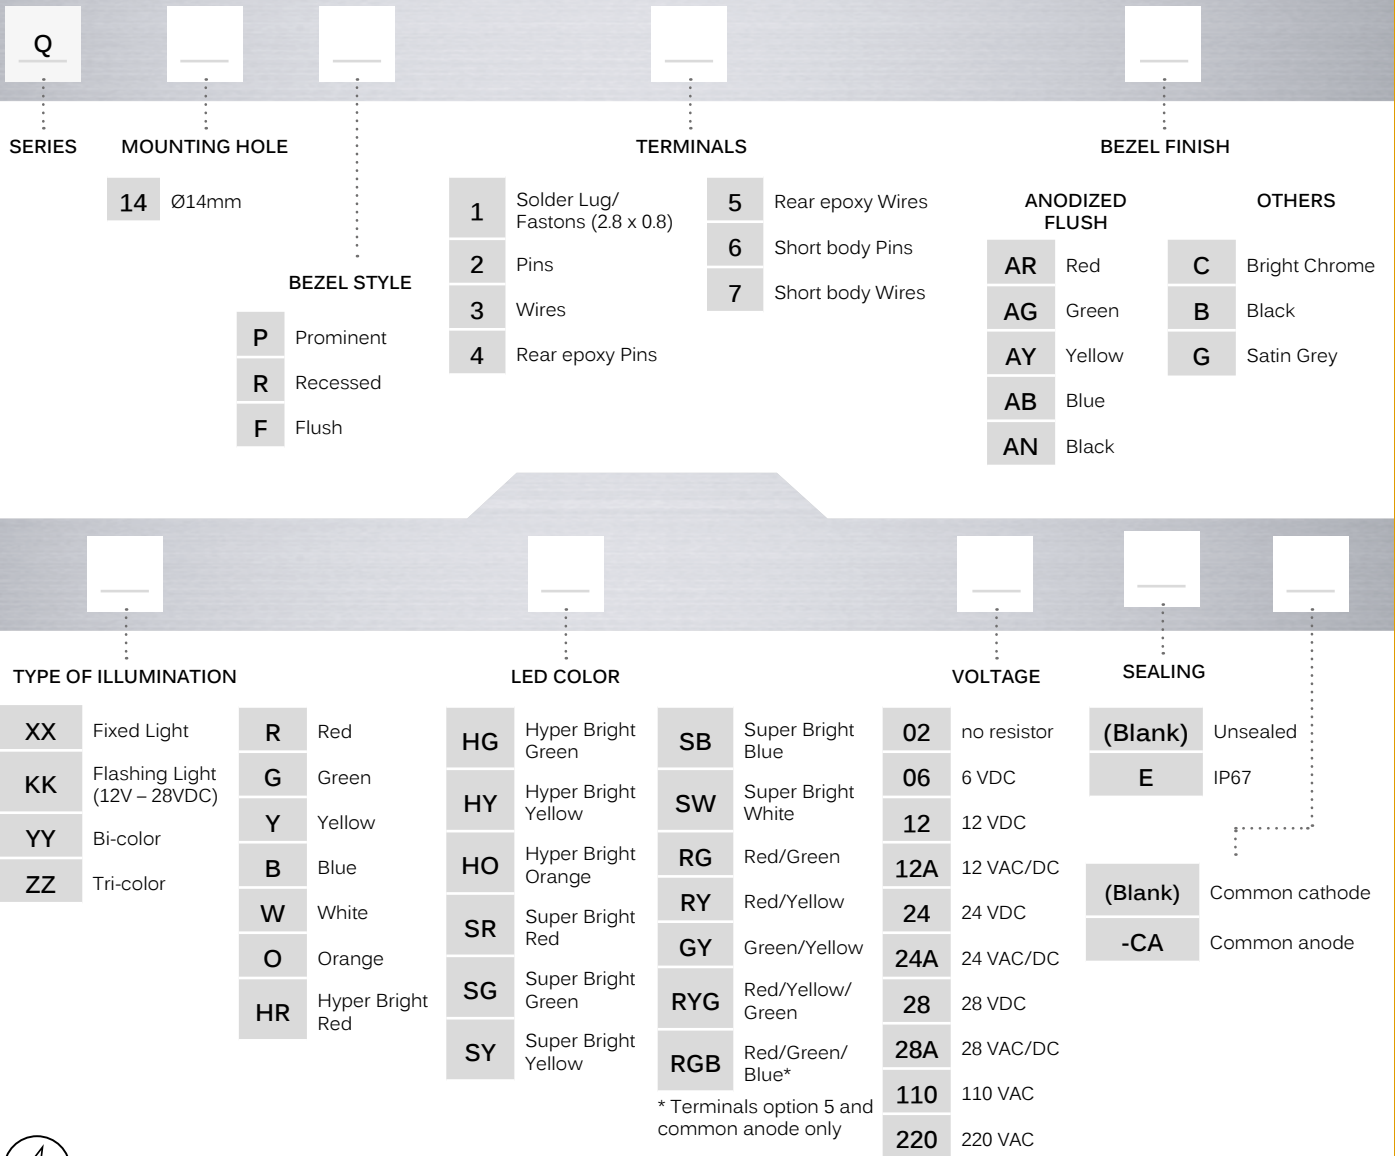 Q
SERIES
MOUNTING HOLE
14 Ø14mm
BEZEL STYLE
P Prominent
R Recessed
F Flush
TERMINALS
1 Solder Lug/
Fastons (2.8 x 0.8)
2 Pins
3 Wires
4 Rear epoxy Pins
5 Rear epoxy Wires
6 Short body Pins
7 Short body Wires
BEZEL FINISH
ANODIZED
FLUSH
AR Red
AG Green
AY Yellow
AB Blue
AN Black
OTHERS
C Bright Chrome
B Black
G Satin Grey
TYPE OF ILLUMINATION
XX Fixed Light
KK Flashing Light
(12V – 28VDC)
YY Bi-color
ZZ Tri-color
LED COLOR
R Red
G Green
Y Yellow
B Blue
W White
O Orange
HR Hyper Bright
Red
HG Hyper Bright
Green
HY Hyper Bright
Yellow
HO Hyper Bright
Orange
SR Super Bright
Red
SG Super Bright
Green
SY Super Bright
Yellow
SB Super Bright
Blue
SW Super Bright
White
RG Red/Green
RY Red/Yellow
GY Green/Yellow
RYG Red/Yellow/
Green
RGB Red/Green/
Blue*
* Terminals option 5 and
common anode only
VOLTAGE
02 no resistor
06 6 VDC
12 12 VDC
12A 12 VAC/DC
24 24 VDC
24A 24 VAC/DC
28 28 VDC
28A 28 VAC/DC
110 110 VAC
220 220 VAC
SEALING
(Blank) Unsealed
E IP67
(Blank) Common cathode
-CA Common anode